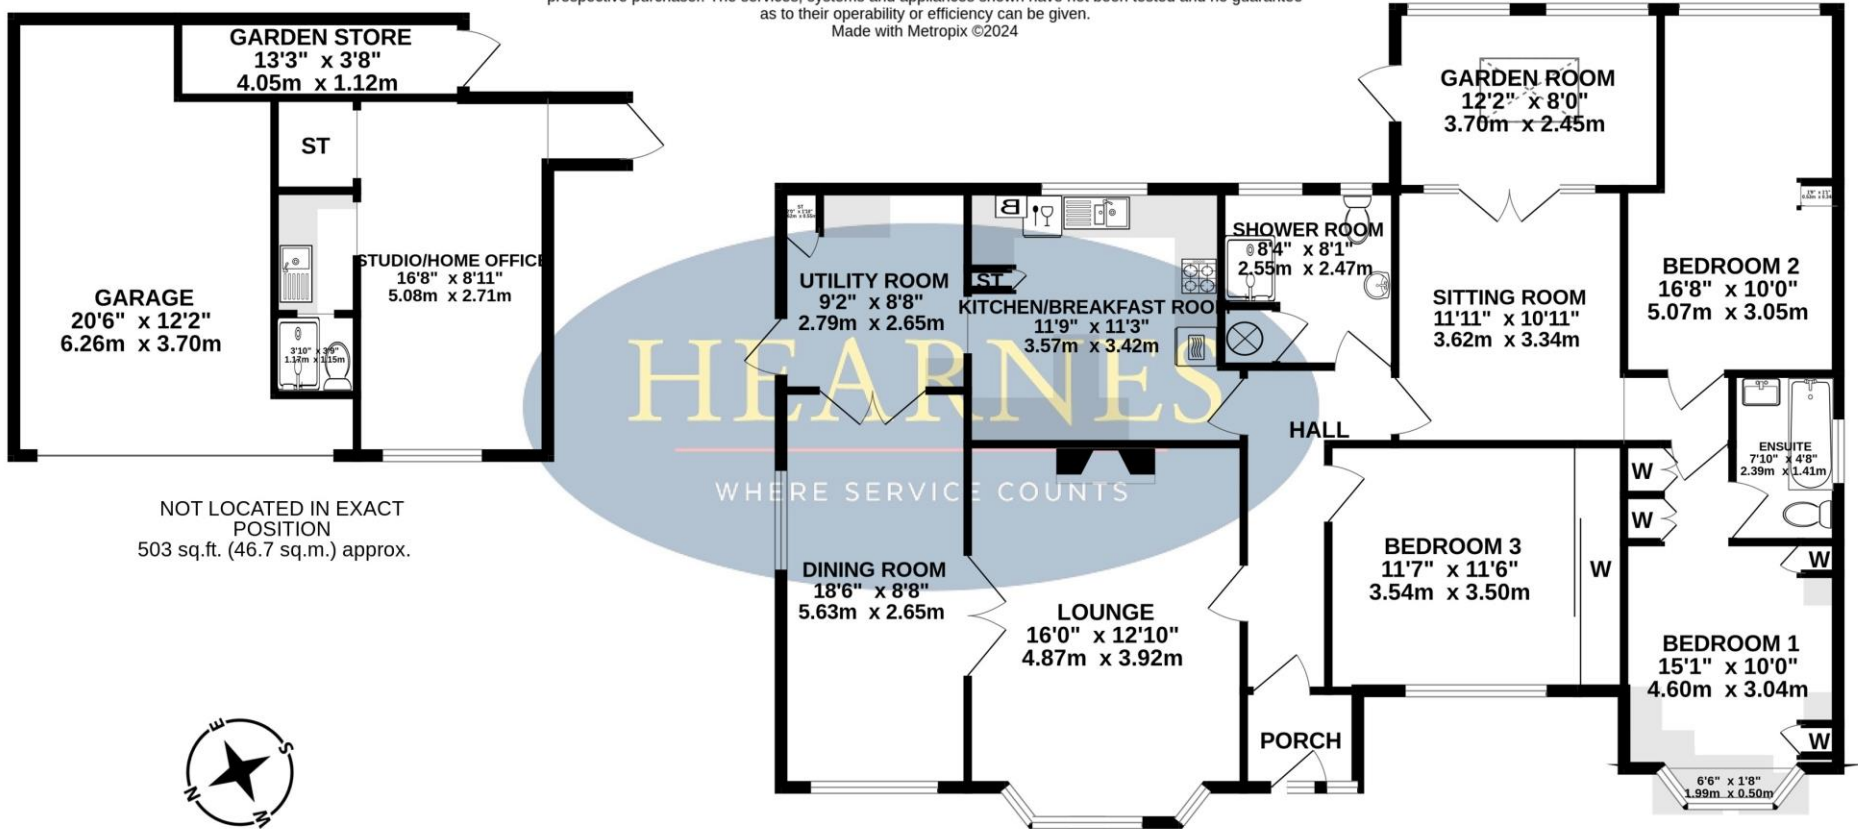 as to their operability or efficiency can be given.
Made with Metropix ©2024
GARDEN STORE
13'3" x 3'8"
4.05m x 1.12m
ST
STUDIO/HOME OFFICE
16'8" x 8'11"
5.08m x 2.71m
GARAGE
20'6" x 12'2"
6.26m x 3.70m
3'10" x 3'9"
1.17m x 1.15m
NOT LOCATED IN EXACT
POSITION
503 sq.ft. (46.7 sq.m.) approx.
N
E
S
W
GARDEN ROOM
12'2" x 8'0"
3.70m x 2.45m
ST
UTILITY ROOM
9'2" x 8'8"
2.79m x 2.65m
B
ST
KITCHEN/BREAKFAST ROOM
11'9" x 11'3"
3.57m x 3.42m
SHOWER ROOM
8'4" x 8'1"
2.55m x 2.47m
SITTING ROOM
11'11" x 10'11"
3.62m x 3.34m
BEDROOM 2
16'8" x 10'0"
5.07m x 3.05m
HEARNES
WHERE SERVICE COUNTS
HALL
ENSUITE
7'10" x 4'8"
2.39m x 1.41m
W
W
W
W
W
DINING ROOM
18'6" x 8'8"
5.63m x 2.65m
LOUNGE
16'0" x 12'10"
4.87m x 3.92m
BEDROOM 3
11'7" x 11'6"
3.54m x 3.50m
BEDROOM 1
15'1" x 10'0"
4.60m x 3.04m
PORCH
6'6" x 1'8"
1.99m x 0.50m